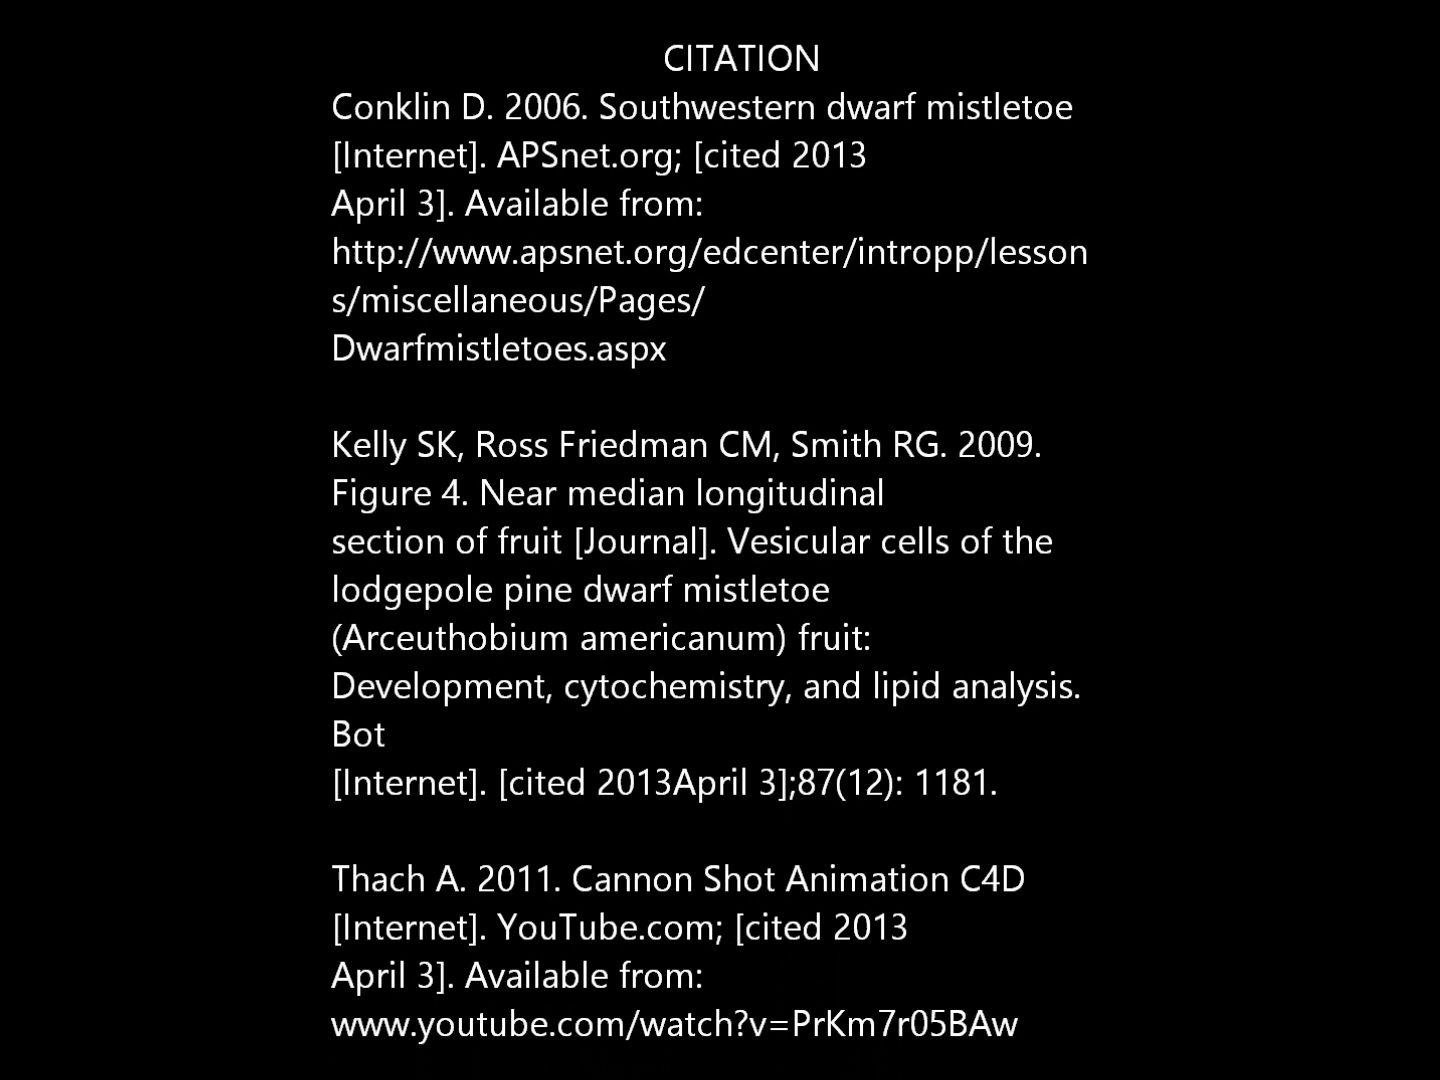 CITATION
Conklin D. 2006. Southwestern dwarf mistletoe
[Internet]. APSnet.org; [cited 2013
April 3]. Available from:
http://www.apsnet.org/edcenter/intropp/lesson
s/miscellaneous/Pages/
Dwarfmistletoes.aspx
Kelly SK, Ross Friedman CM, Smith RG. 2009.
Figure 4. Near median longitudinal
section of fruit [Journal]. Vesicular cells of the
lodgepole pine dwarf mistletoe
(Arceuthobium americanum) fruit:
Development, cytochemistry, and lipid analysis.
Bot
[Internet]. [cited 2013April 3];87(12): 1181.
Thach A. 2011. Cannon Shot Animation C4D
[Internet]. YouTube.com; [cited 2013
April 3]. Available from:
www.youtube.com/watch?v=PrKm7r05BAw